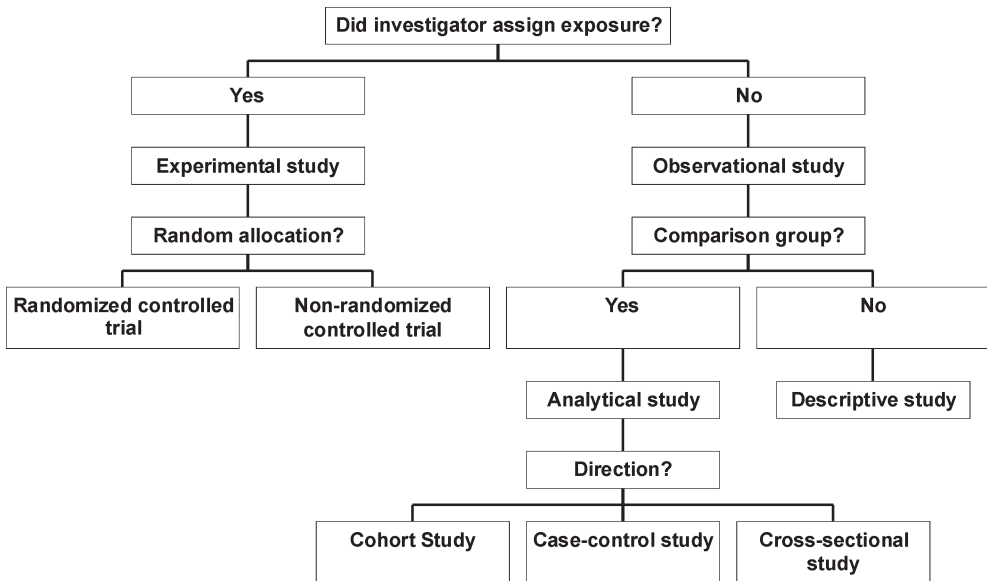 Did investigator assign exposure?
Yes
No
Experimental study
Observational study
Random allocation?
Comparison group?
Randomized controlled
trial
Non-randomized
controlled trial
Yes
No
Analytical study
Descriptive study
Direction?
Cohort Study
Case-control study
Cross-sectional
study